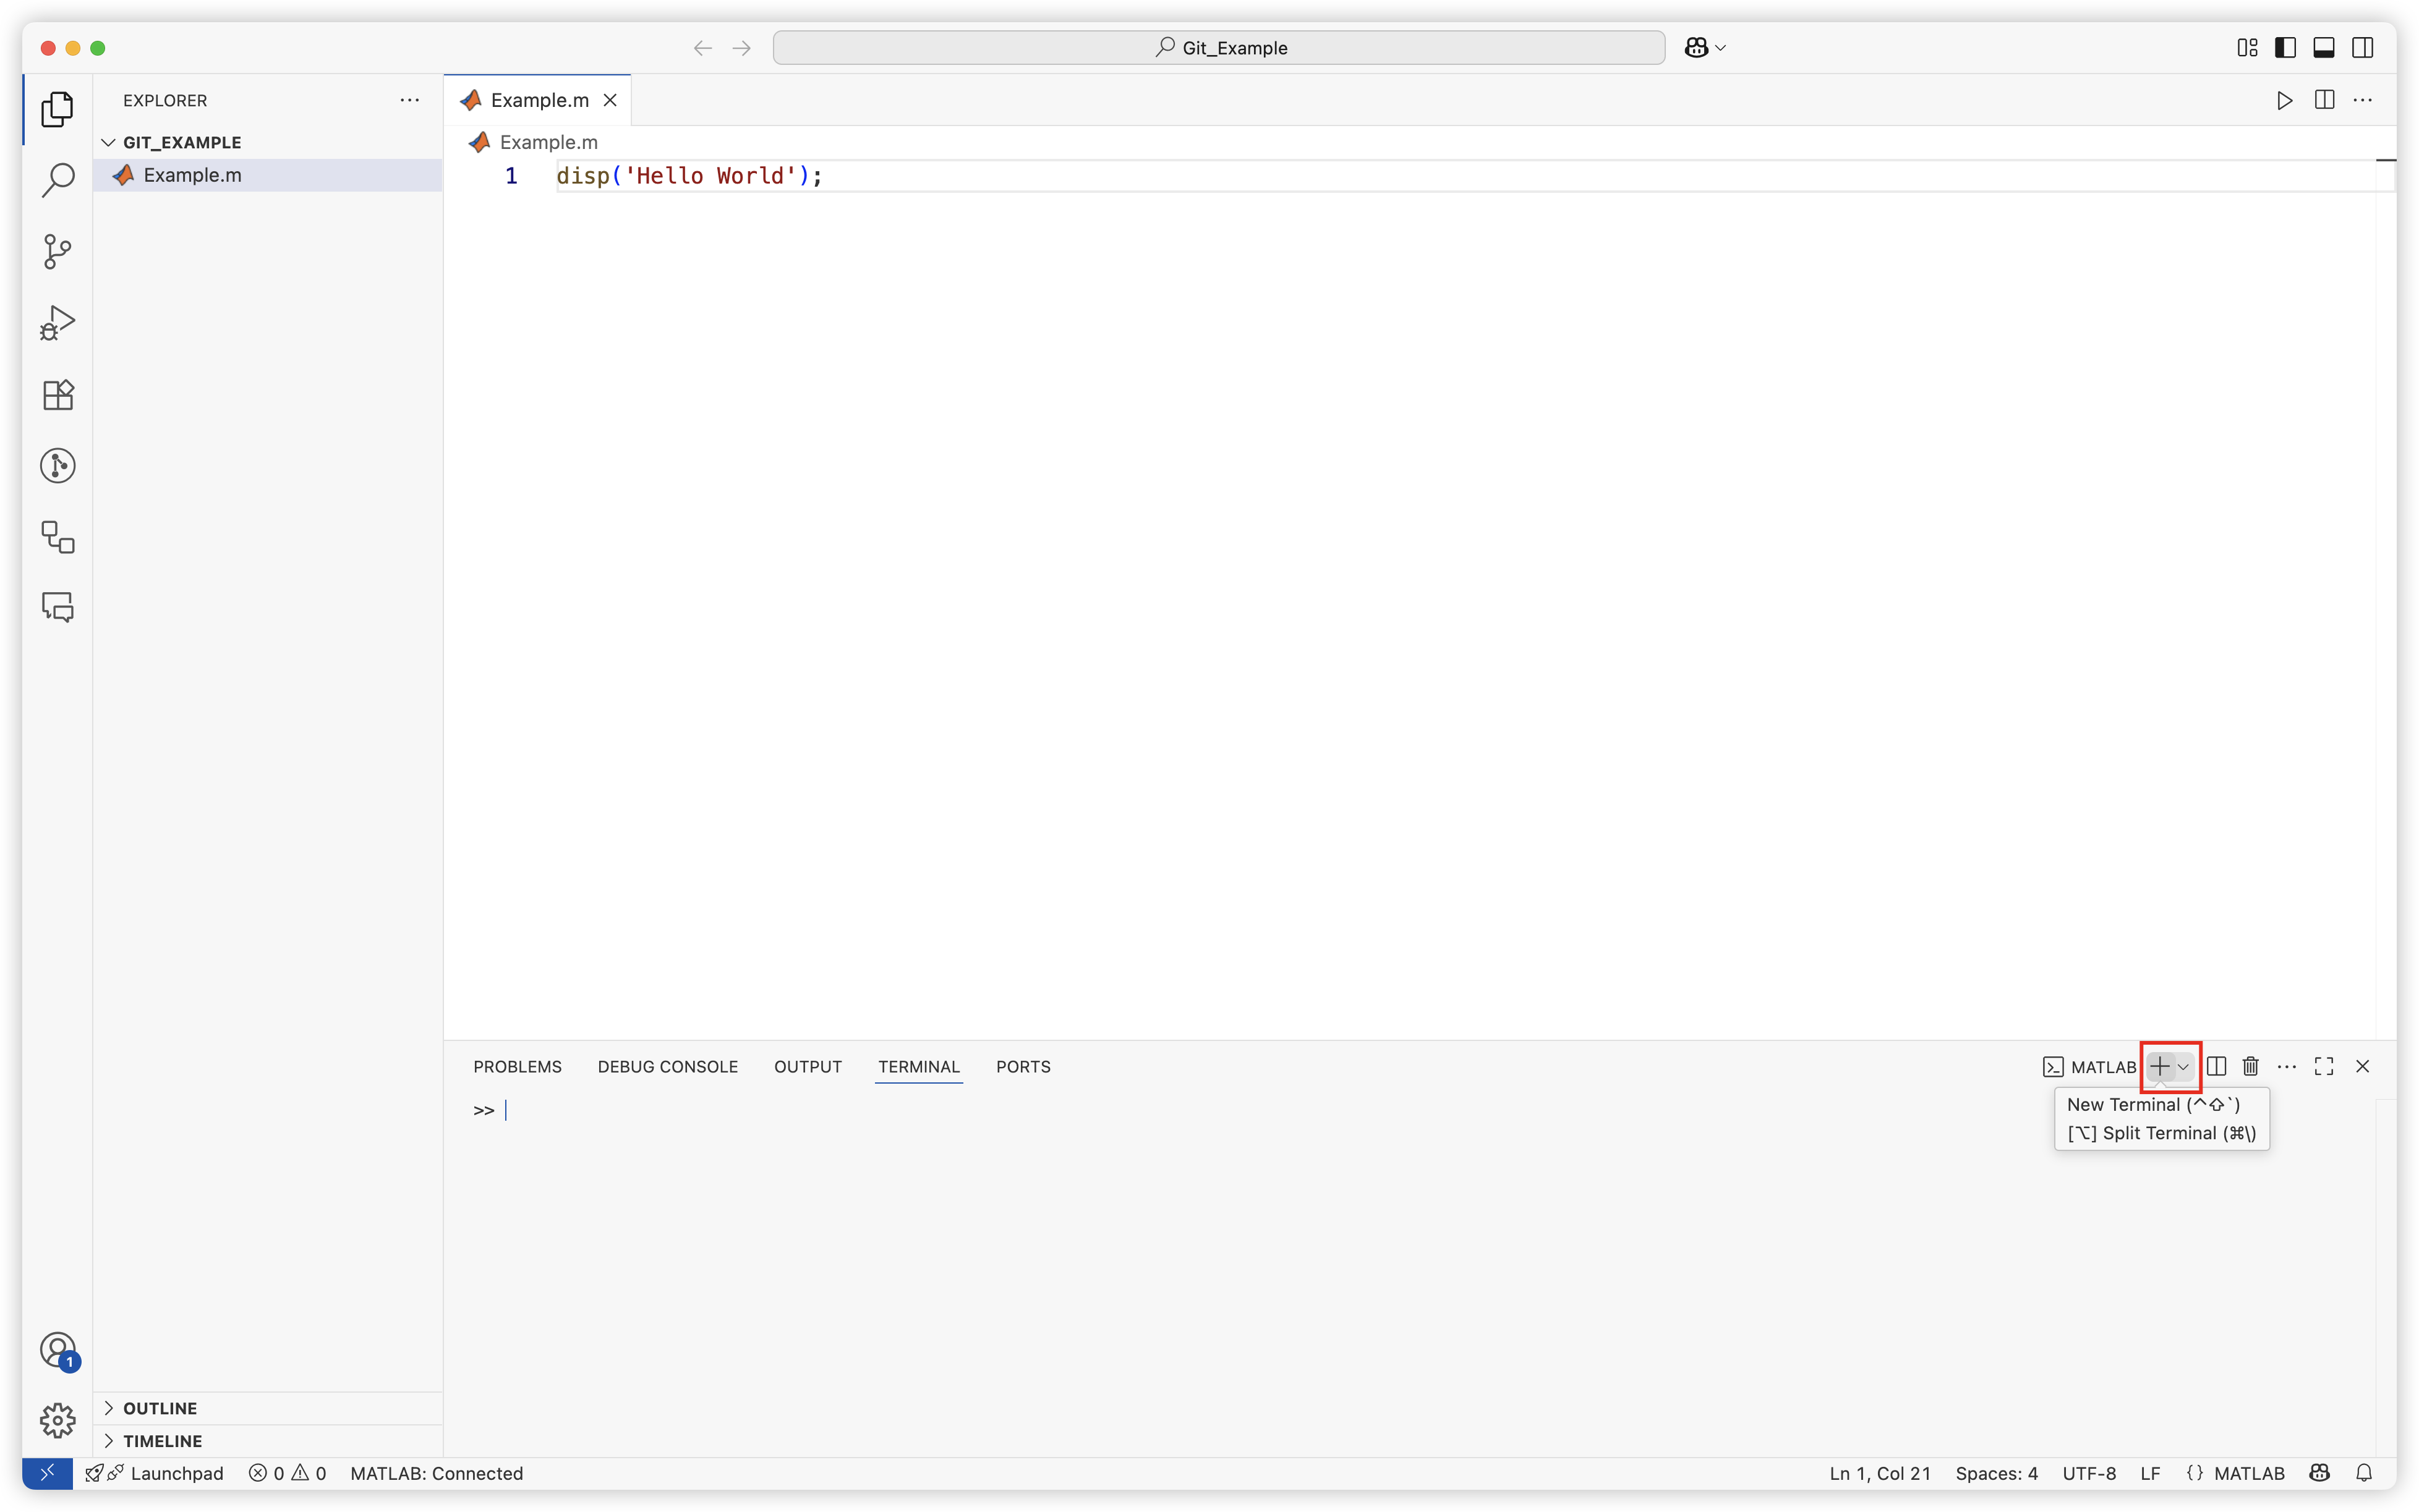 Git_Example
EXPLORER
GIT_EXAMPLE
Example.m
Example.m
Example.m
1 disp('Hello World');
PROBLEMS DEBUG CONSOLE OUTPUT TERMINAL PORTS
MATLAB
>>
New Terminal (^⇧`)
[⌥] Split Terminal (⌘\)
1
OUTLINE
TIMELINE
Launchpad 0 0 MATLAB: Connected
Ln 1, Col 21 Spaces: 4 UTF-8 LF {} MATLAB